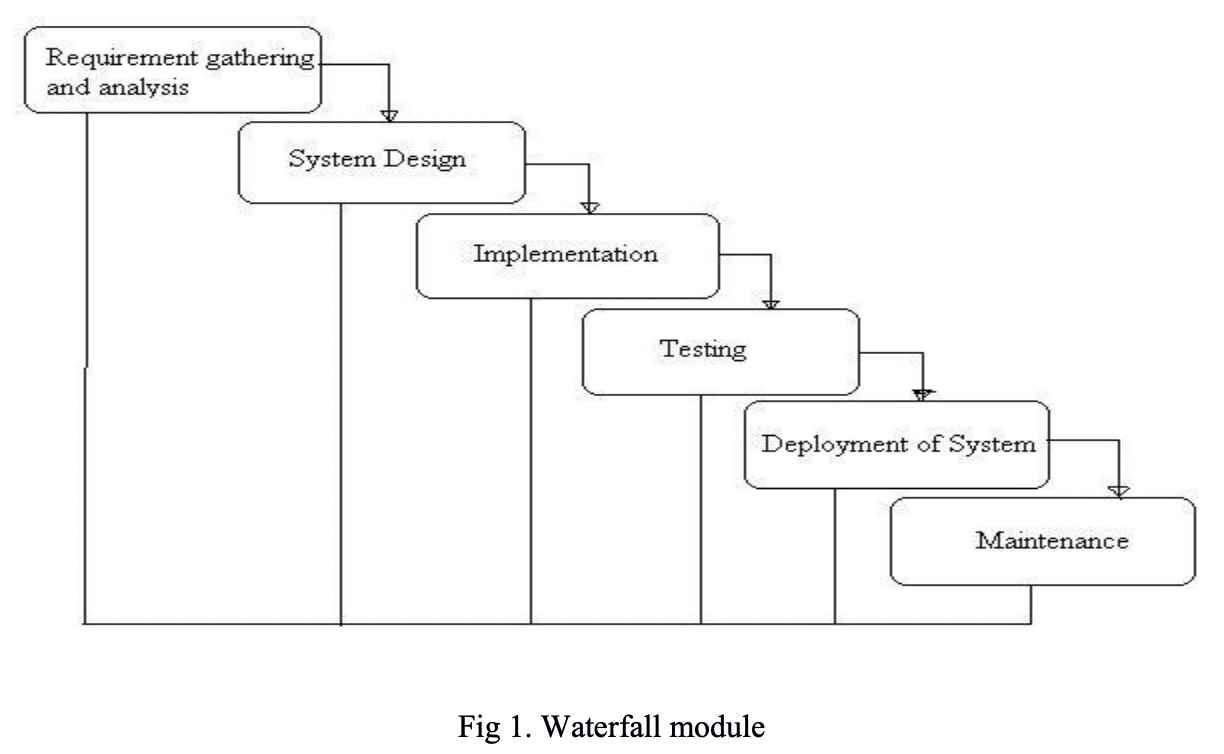 Requirement gathering
and analysis
System Design
Implementation
Testing
Deployment of System
Maintenance
Fig 1. Waterfall module